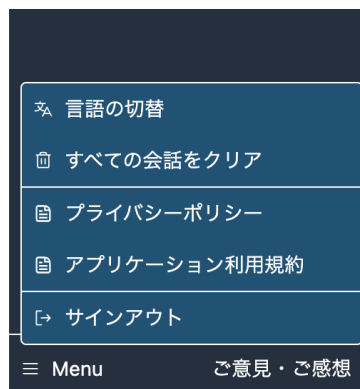 言語の切替
すべての会話をクリア
プライバシーポリシー
アプリケーション利用規約
サインアウト
Menu ご意見・ご感想